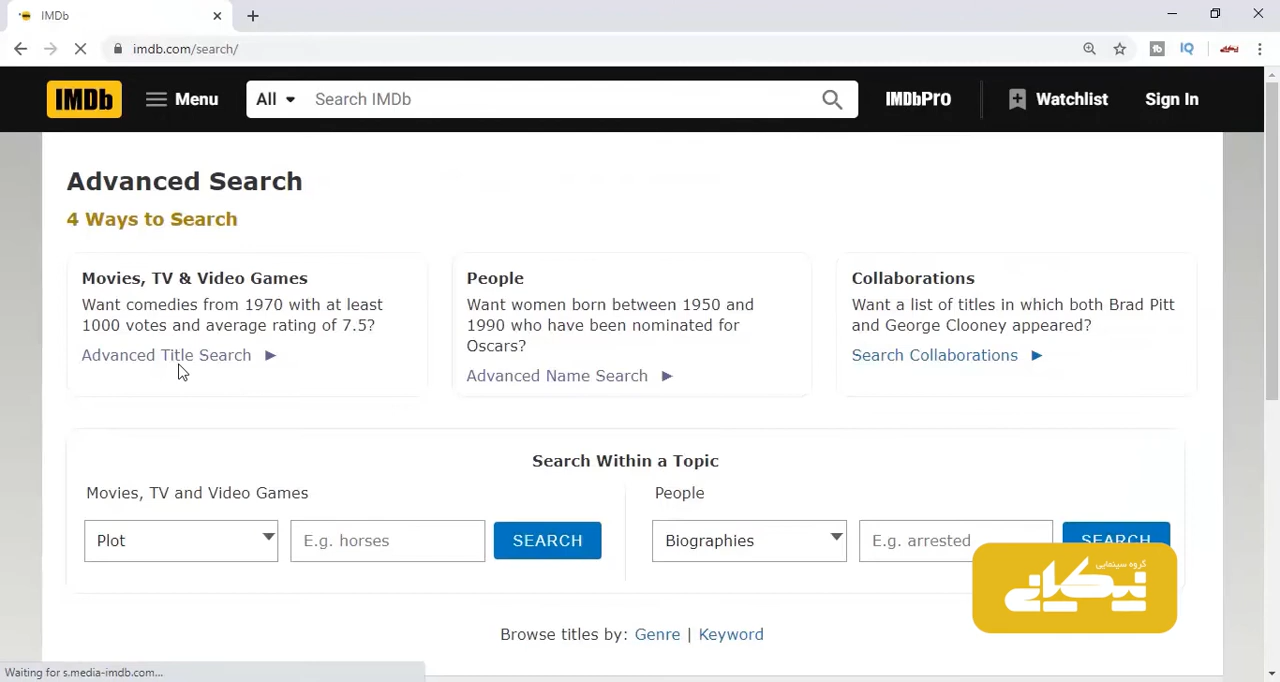 IMDb
imdb.com/search/
IMDb
Menu
All
Search IMDb
IMDbPro
Watchlist
Sign In
Advanced Search
4 Ways to Search
Movies, TV & Video Games
Want comedies from 1970 with at least
1000 votes and average rating of 7.5?
Advanced Title Search
People
Want women born between 1950 and
1990 who have been nominated for
Oscars?
Advanced Name Search
Collaborations
Want a list of titles in which both Brad Pitt
and George Clooney appeared?
Search Collaborations
Search Within a Topic
Movies, TV and Video Games
Plot
E.g. horses
SEARCH
People
Biographies
E.g. arrested
SEARCH
گروه سینمایی
نیکانی
Browse titles by: Genre | Keyword
Waiting for s.media-imdb.com...